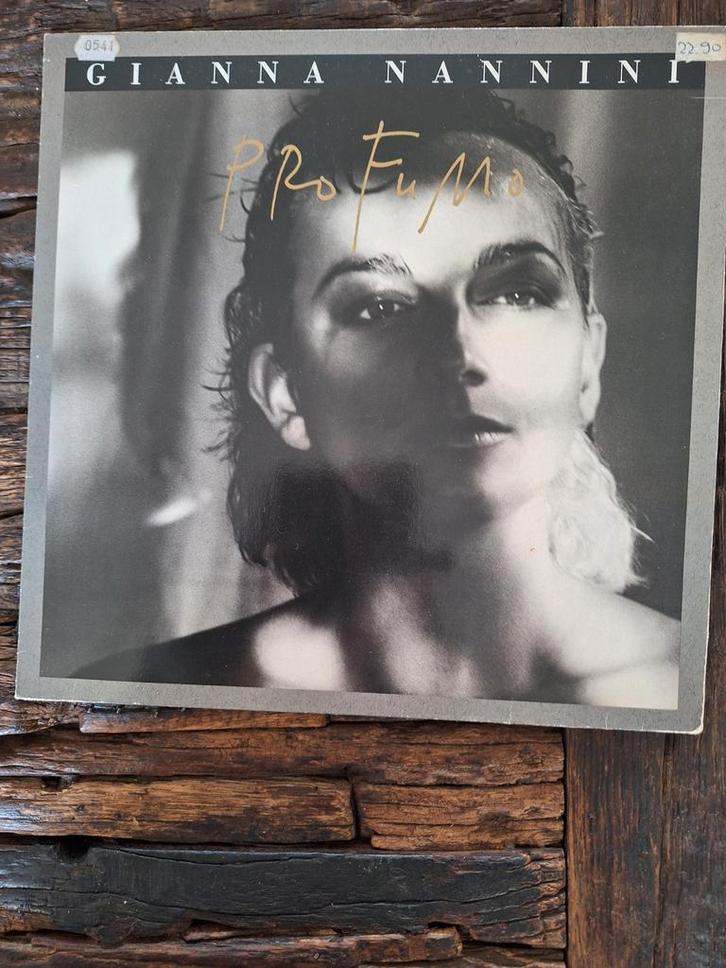 0541
22.90
GIANNA NANNINI
PROFUMO